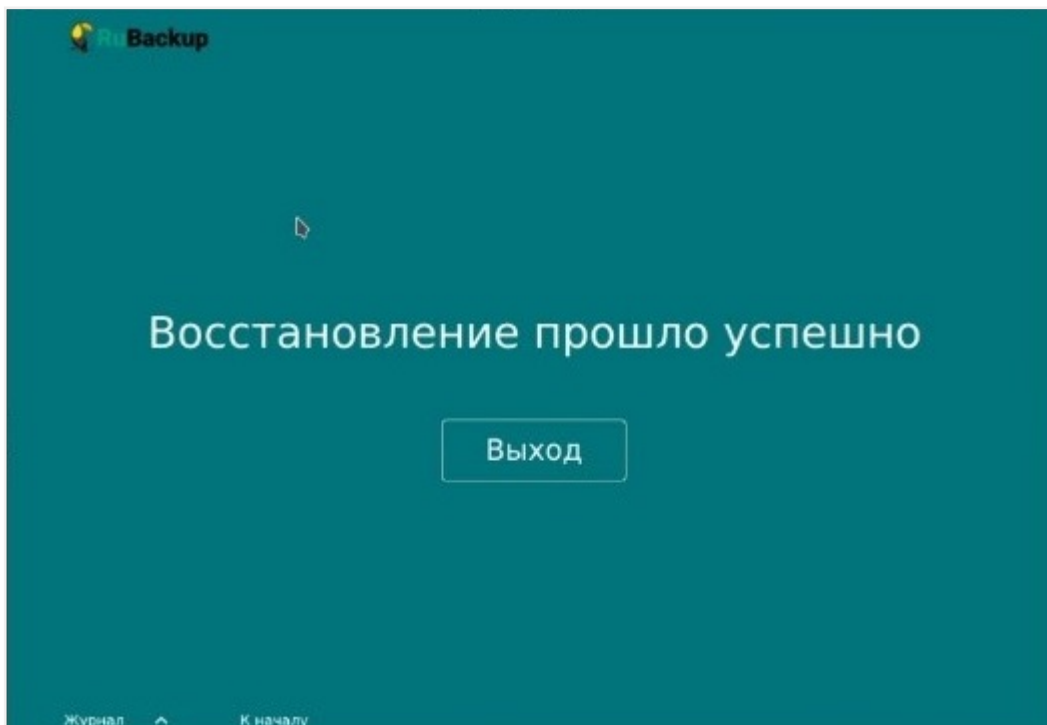 RuBackup
Восстановление прошло успешно
Выход
Журнал К началу